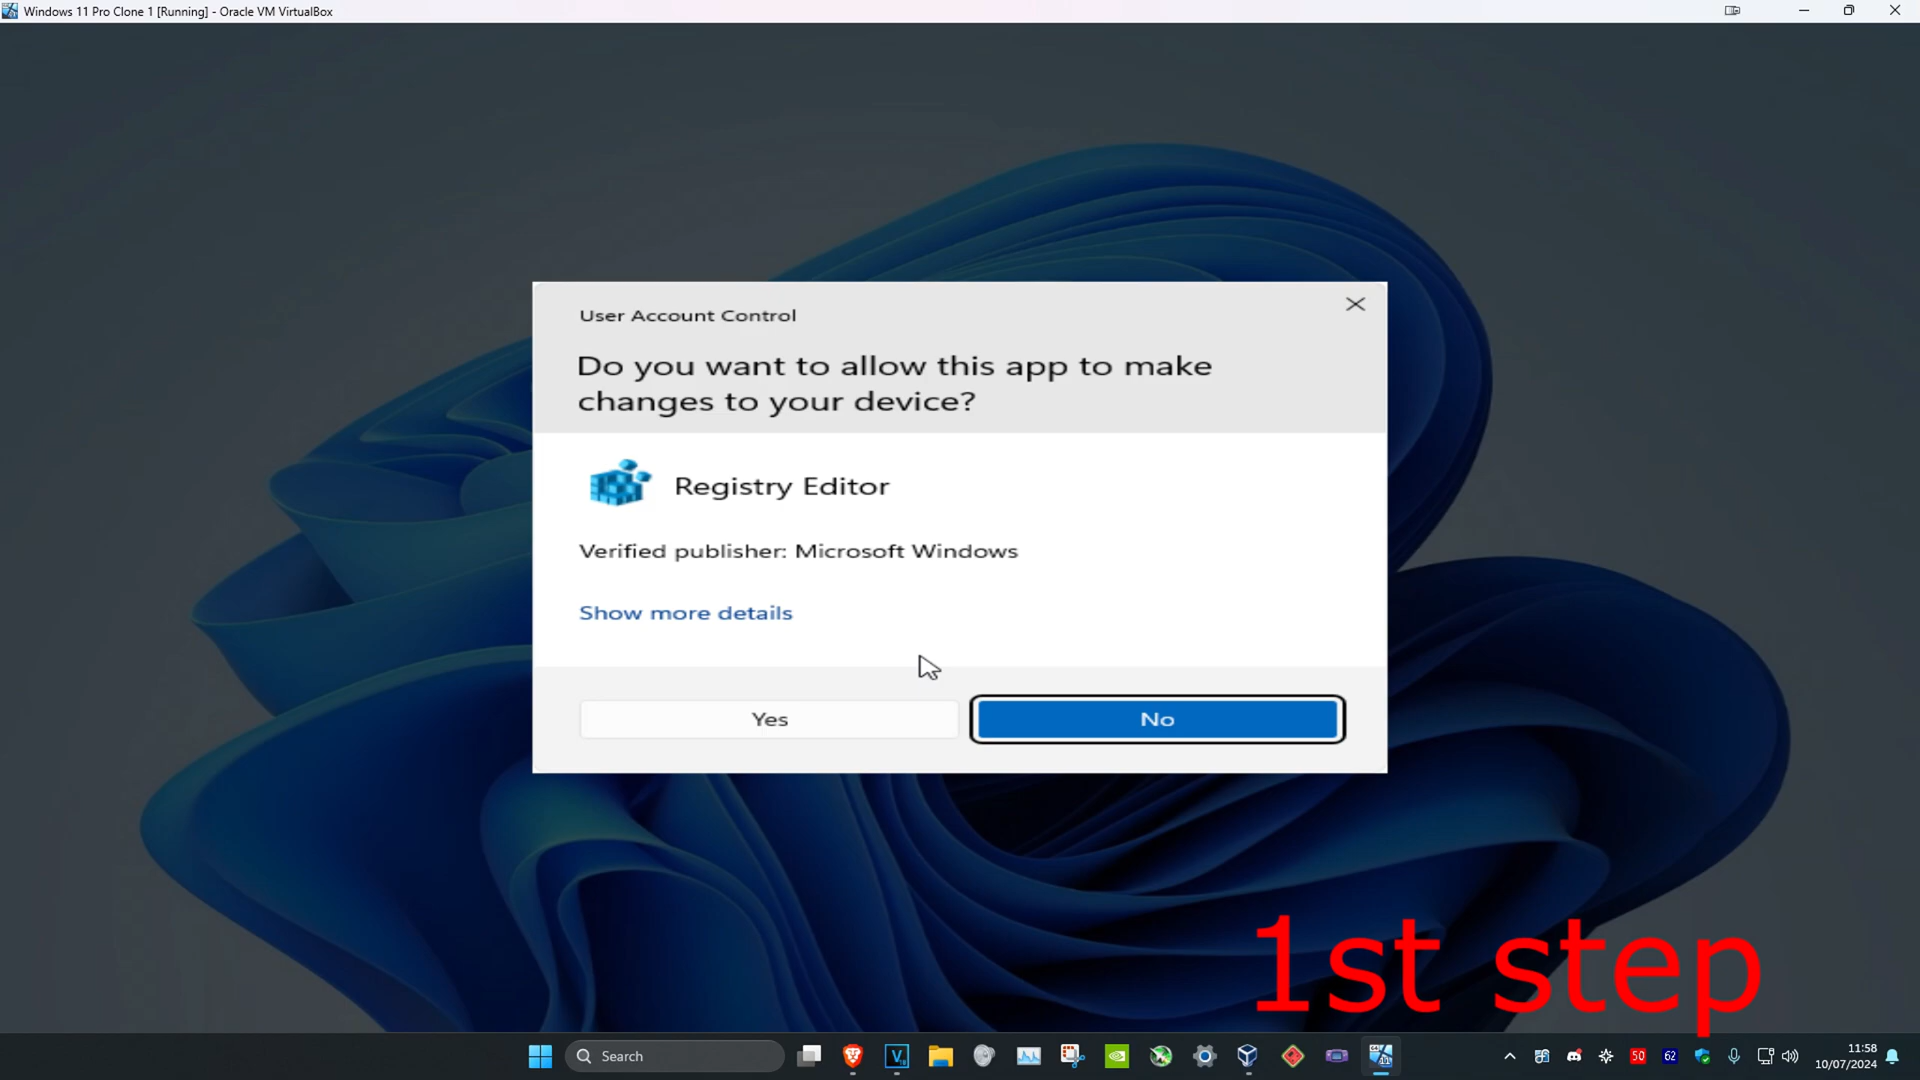 Windows 11 Pro Clone 1 [Running] - Oracle VM VirtualBox
User Account Control
Do you want to allow this app to make
changes to your device?
Registry Editor
Verified publisher: Microsoft Windows
Show more details
Yes
No
1st step
Search
V
50
62
11:58
10/07/2024